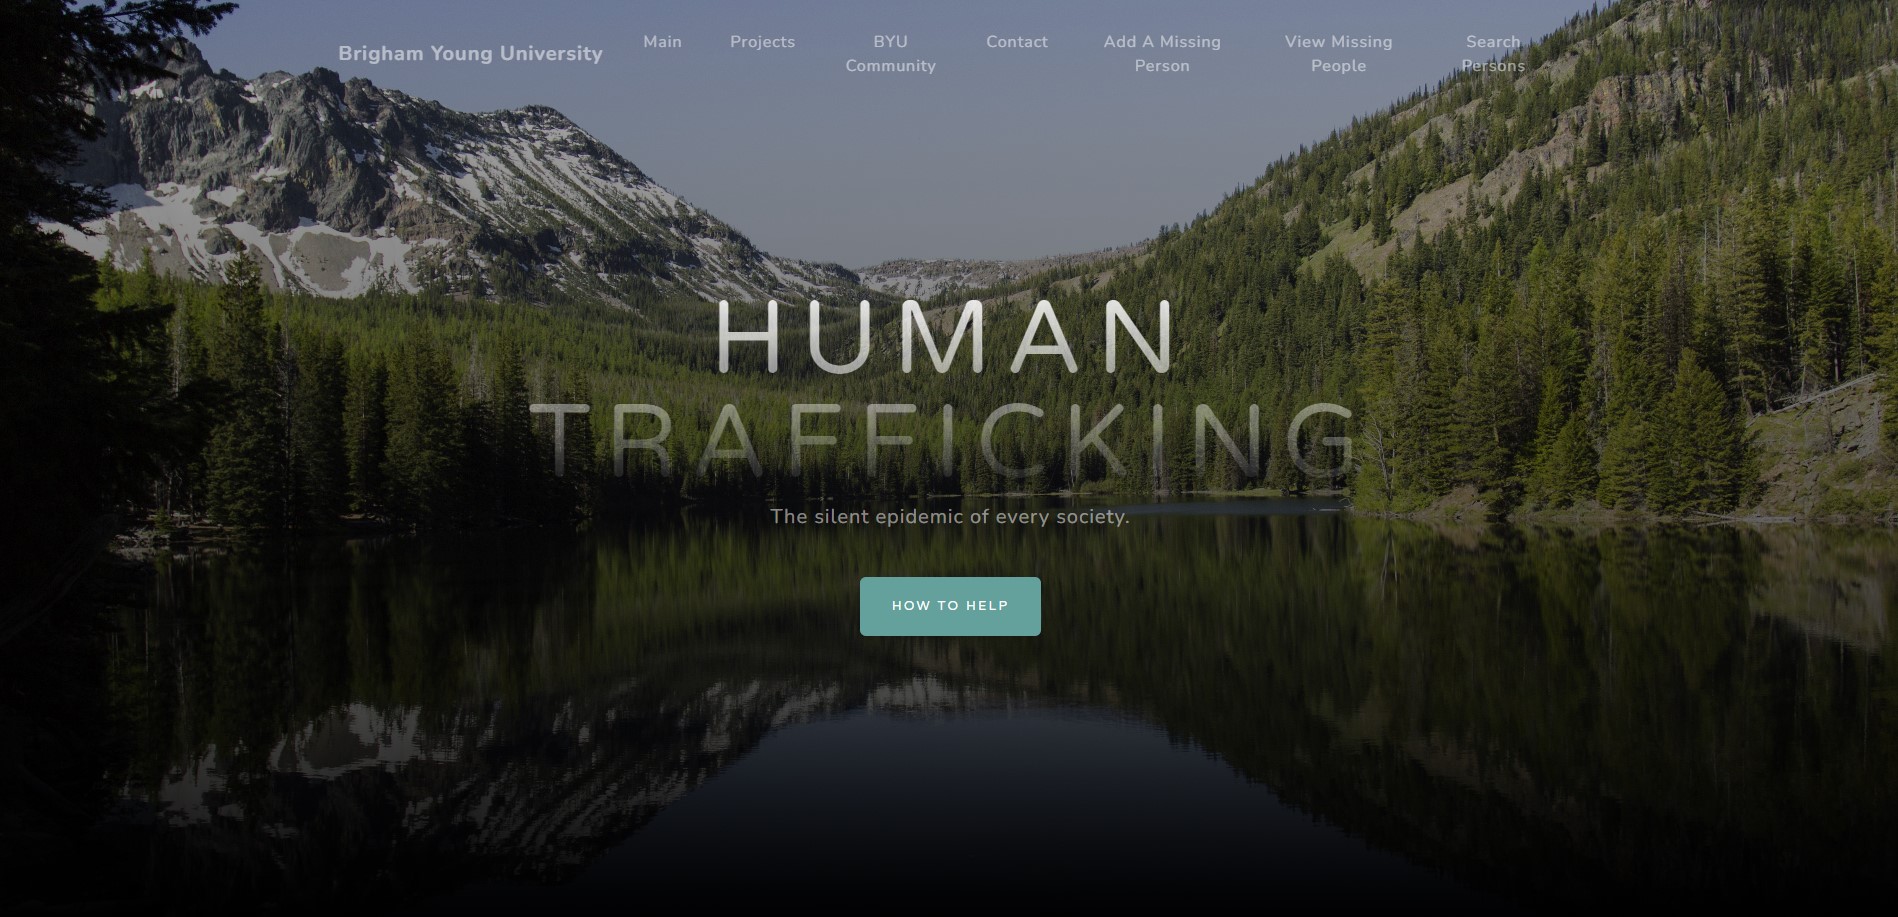 Brigham Young University
Main
Projects
BYU
Community
Contact
Add A Missing
Person
View Missing
People
Search
Persons
HUMAN
TRAFFICKING
The silent epidemic of every society.
HOW TO HELP